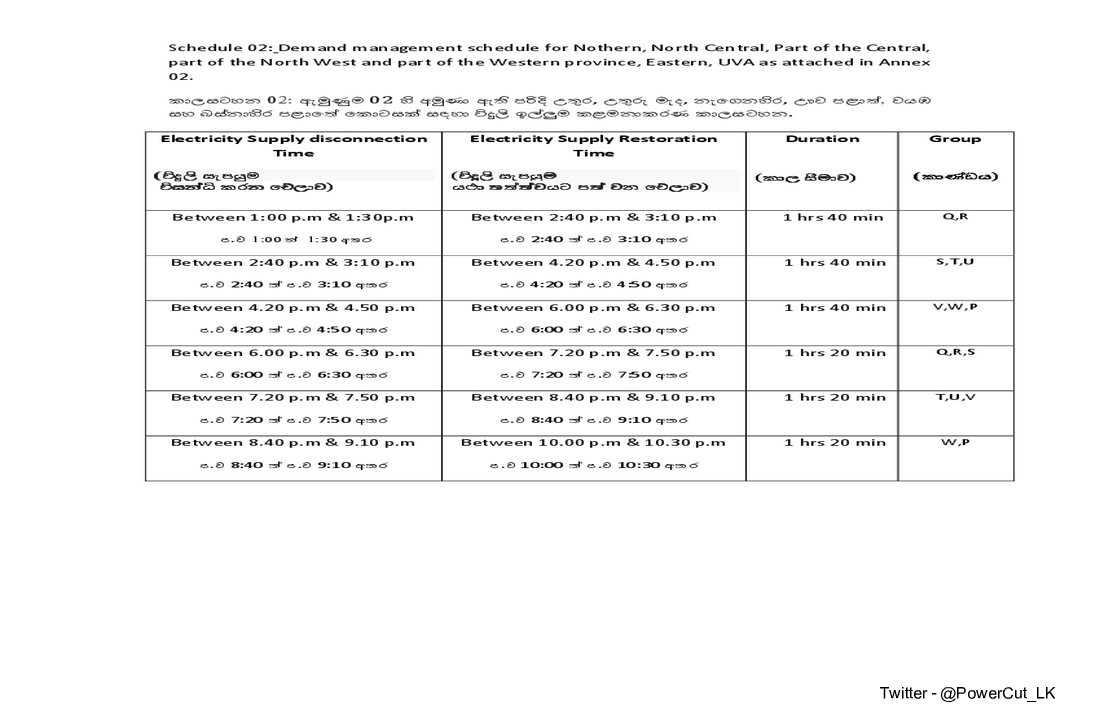 Schedule 02: Demand management schedule for Nothern, North Central, Part of the Central,
part of the North West and part of the Western province, Eastern, UVA as attached in Annex
02.
කාලසටහන 02: ඇමුණුම 02 හි අමුණා ඇති පරිදි උතුර, උතුරු මැද, නැගෙනහිර, ඌව පළාත්, වයඹ
සහ බස්නාහිර පළාතේ කොටසක් සඳහා විදුලි ඉල්ලුම කළමනාකරණ කාලසටහන.
Electricity Supply disconnection Time
(විදුලි සැපයුම
විසන්ධි කරන වේලාව)
Electricity Supply Restoration Time
(විදුලි සැපයුම
යථා තත්ත්වයට පත් වන වේලාව)
Duration
(කාල සීමාව)
Group
(කාණ්ඩය)
Between 1:00 p.m & 1:30p.m
ප.ව 1:00 ත් 1:30 අතර
Between 2:40 p.m & 3:10 p.m
ප.ව 2:40 ත් ප.ව 3:10 අතර
1 hrs 40 min
Q,R
Between 2:40 p.m & 3:10 p.m
ප.ව 2:40 ත් ප.ව 3:10 අතර
Between 4.20 p.m & 4.50 p.m
ප.ව 4:20 ත් ප.ව 4:50 අතර
1 hrs 40 min
S,T,U
Between 4.20 p.m & 4.50 p.m
ප.ව 4:20 ත් ප.ව 4:50 අතර
Between 6.00 p.m & 6.30 p.m
ප.ව 6:00 ත් ප.ව 6:30 අතර
1 hrs 40 min
V,W,P
Between 6.00 p.m & 6.30 p.m
ප.ව 6:00 ත් ප.ව 6:30 අතර
Between 7.20 p.m & 7.50 p.m
ප.ව 7:20 ත් ප.ව 7:50 අතර
1 hrs 20 min
Q,R,S
Between 7.20 p.m & 7.50 p.m
ප.ව 7:20 ත් ප.ව 7:50 අතර
Between 8.40 p.m & 9.10 p.m
ප.ව 8:40 ත් ප.ව 9:10 අතර
1 hrs 20 min
T,U,V
Between 8.40 p.m & 9.10 p.m
ප.ව 8:40 ත් ප.ව 9:10 අතර
Between 10.00 p.m & 10.30 p.m
ප.ව 10:00 ත් ප.ව 10:30 අතර
1 hrs 20 min
W,P
Twitter - @PowerCut_LK